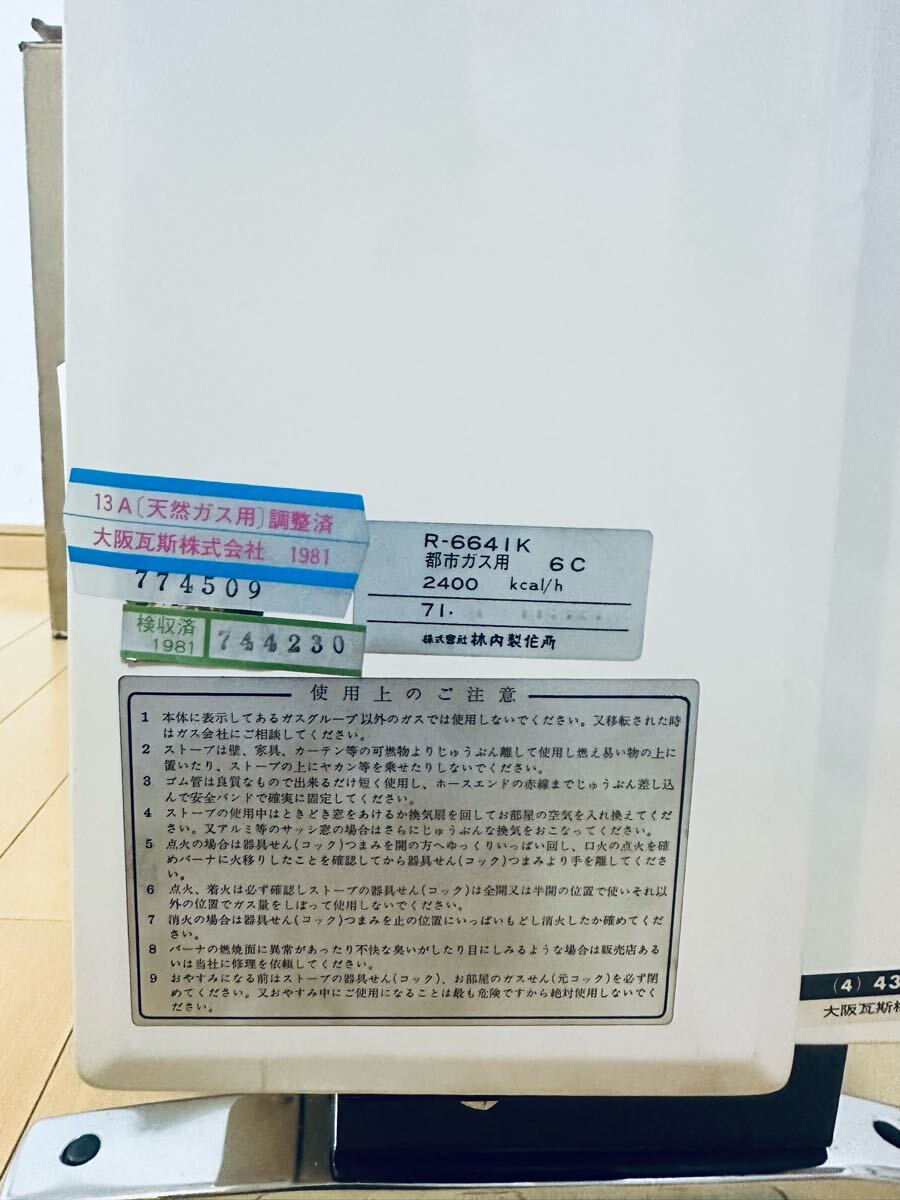 13A〔天然ガス用〕調整済
大阪瓦斯株式会社 1981
774509
検収済
1981
744230
R-6641K
都市ガス用 6C
2400 kcal/h
71.
株式会社 林内製作所
使用上のご注意
1 本体に表示してあるガスグループ以外のガスでは使用しないでください。又移転された時
はガス会社にご相談してください。
2 ストーブは壁、家具、カーテン等の可燃物よりじゅうぶん離して使用し燃え易い物の上に
置いたり、ストーブの上にヤカン等を乗せたりしないでください。
3 ゴム管は良質なもので出来るだけ短く使用し、ホースエンドの赤線までじゅうぶん差し込
んで安全バンドで確実に固定してください。
4 ストーブの使用中はときどき窓をあけるか換気扇を回してお部屋の空気を入れ換えてくだ
さい。又アルミ等のサッシ窓の場合はさらにじゅうぶんな換気をおこなってください。
5 点火の場合は器具せん(コック)つまみを開の方へゆっくりいっぱい回し、口火の点火を確
めバーナに火移りしたことを確認してから器具せん(コック)つまみより手を離してくださ
い。
6 点火、着火は必ず確認しストーブの器具せん(コック)は全開又は半開の位置で使いそれ以
外の位置でガス量をしぼって使用しないでください。
7 消火の場合は器具せん(コック)つまみを止の位置にいっぱいもどし消火したか確めてくだ
さい。
8 バーナの燃焼面に異常があったり不快な臭いがしたり目にしみるような場合は販売店ある
いは当社に修理を依頼してください。
9 おやすみになる前はストーブの器具せん(コック)、お部屋のガスせん(元コック)を必ず閉
めてください。又おやすみ中にご使用になることは最も危険ですから絶対使用しないでく
ださい。
(4) 43
大阪瓦斯株